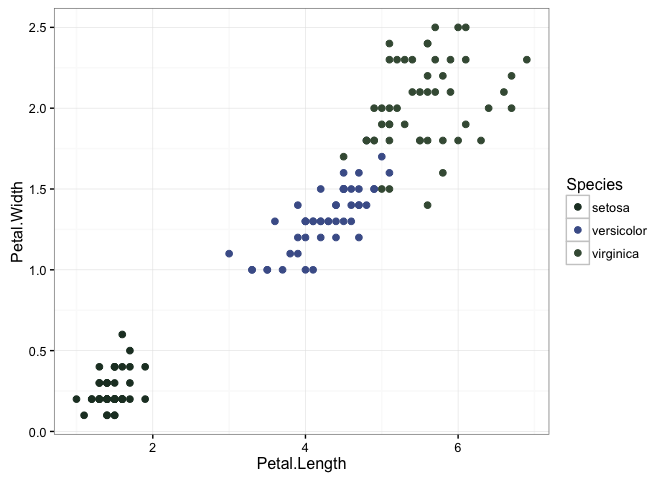 2.5
2.0
1.5
1.0
0.5
0.0
Petal.Width
2 4 6
Petal.Length
Species
setosa
versicolor
virginica